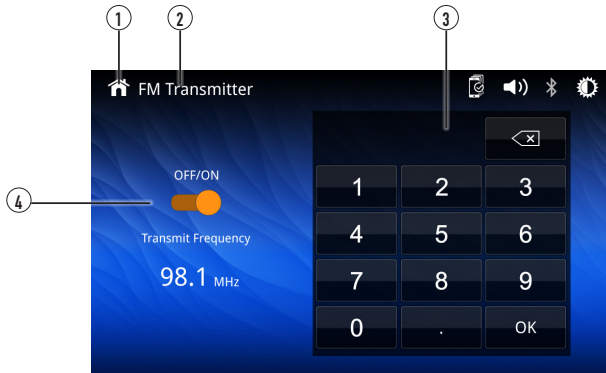 1 2 3
FM Transmitter
OFF/ON
4
Transmit Frequency
98.1 MHz
1 2 3
4 5 6
7 8 9
0 . OK